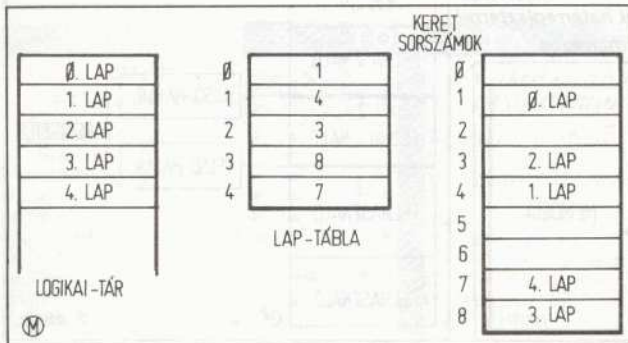 KERET
SORSZÁMOK
Ø. LAP
1. LAP
2. LAP
3. LAP
4. LAP
LOGIKAI-TÁR
M
Ø 1
1 4
2 3
3 8
4 7
LAP-TÁBLA
Ø
1 Ø. LAP
2
3 2. LAP
4 1. LAP
5
6
7 4. LAP
8 3. LAP